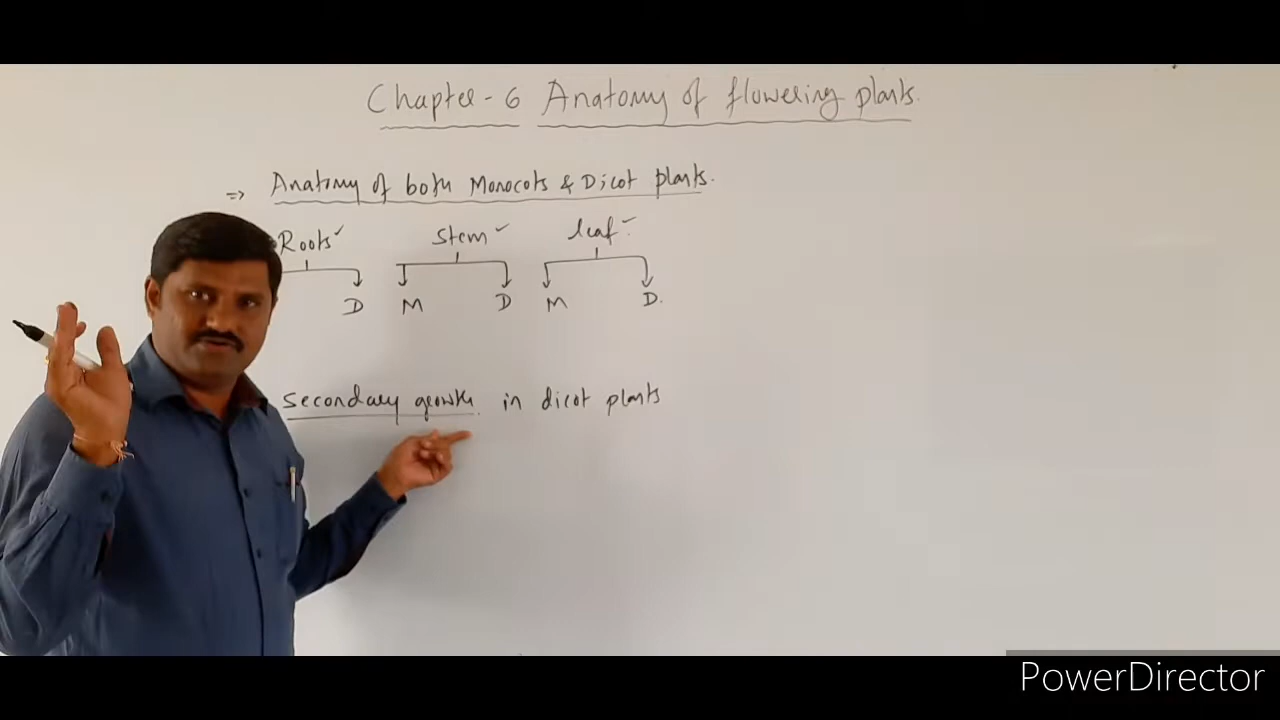 Chapter-6 Anatomy of flowering plants.
=> Anatomy of both Monocots & Dicot plants.
Roots✓ Stem✓ leaf✓
D M D M D.
Secondary growth in dicot plants
PowerDirector